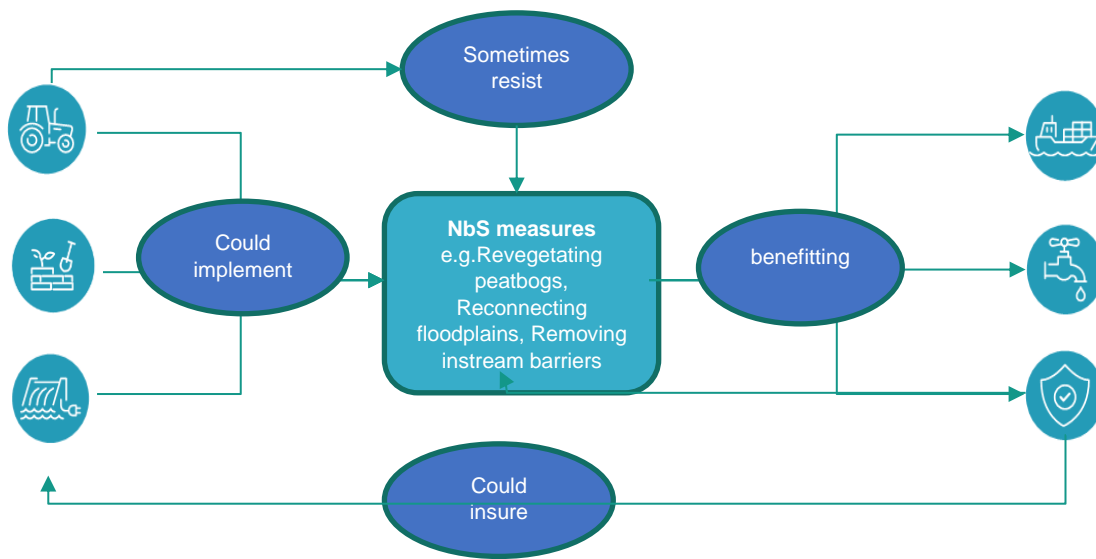 Sometimes
resist
Could
implement
NbS measures
e.g.Revegetating
peatbogs,
Reconnecting
floodplains, Removing
instream barriers
benefitting
Could
insure